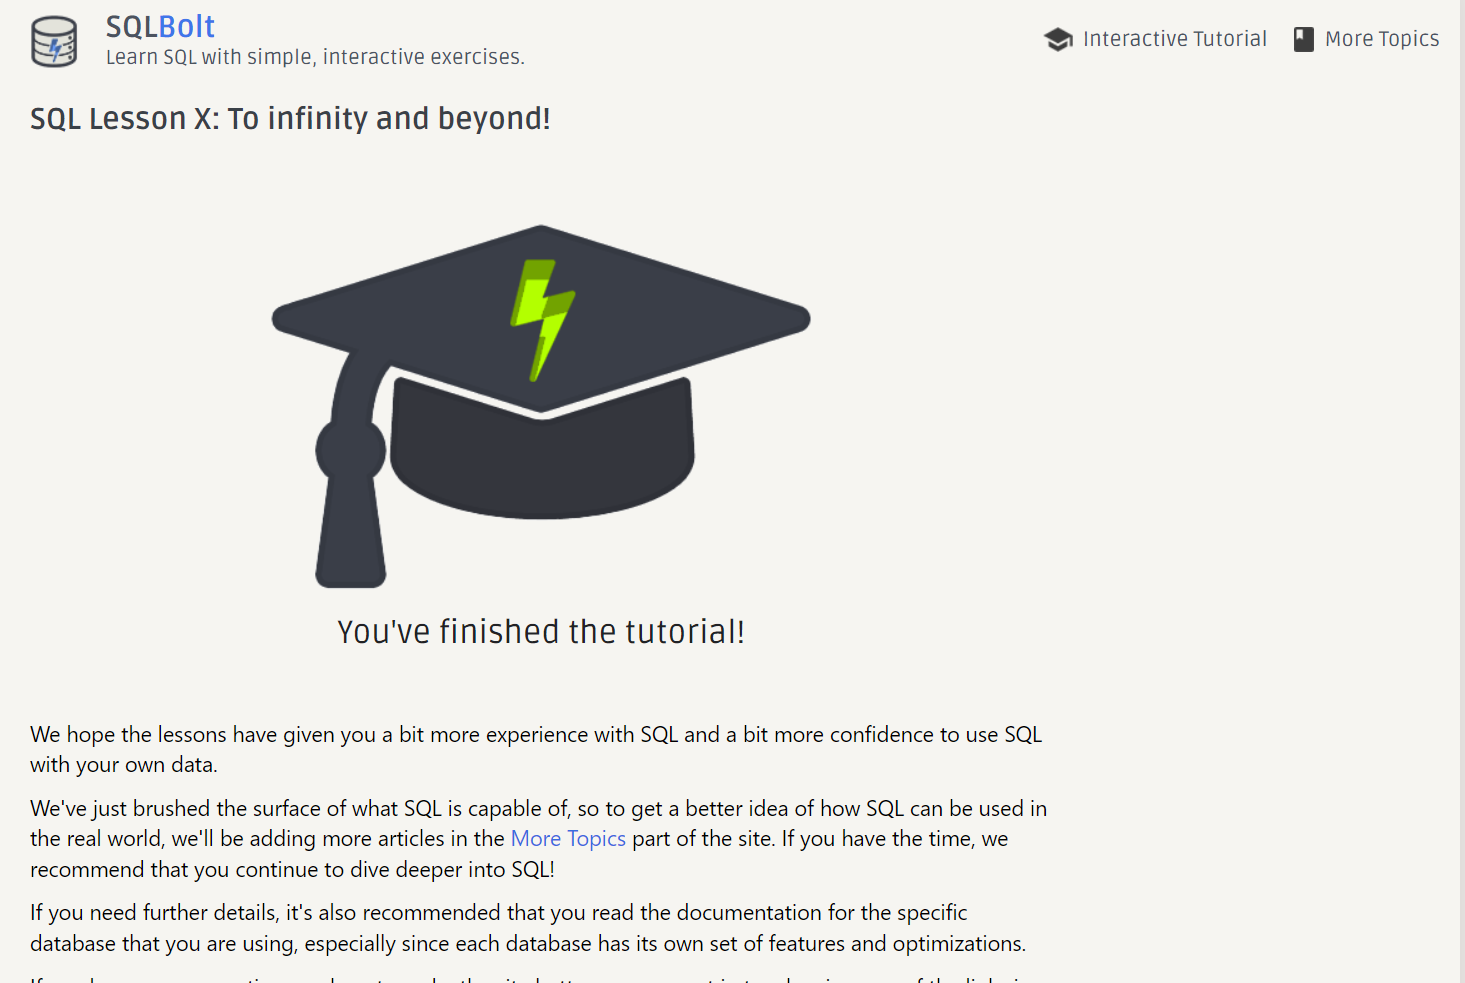 SQLBolt
Learn SQL with simple, interactive exercises.
Interactive Tutorial
More Topics
SQL Lesson X: To infinity and beyond!
You've finished the tutorial!
We hope the lessons have given you a bit more experience with SQL and a bit more confidence to use SQL
with your own data.
We've just brushed the surface of what SQL is capable of, so to get a better idea of how SQL can be used in
the real world, we'll be adding more articles in the More Topics part of the site. If you have the time, we
recommend that you continue to dive deeper into SQL!
If you need further details, it's also recommended that you read the documentation for the specific
database that you are using, especially since each database has its own set of features and optimizations.